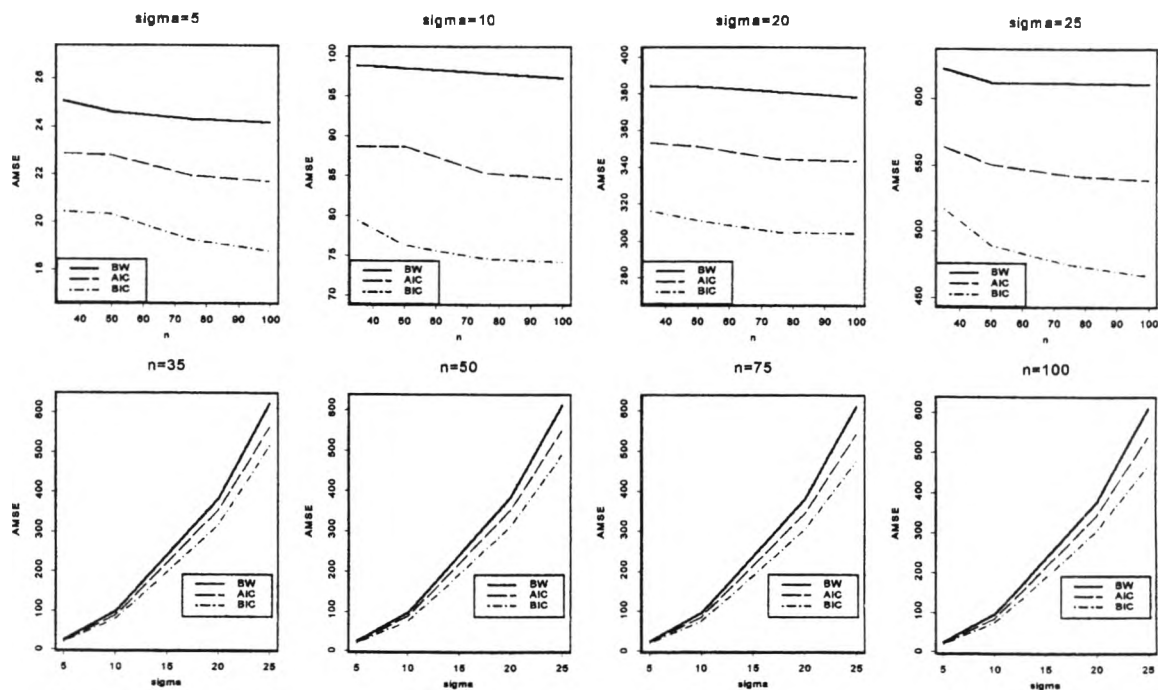 sigma=5
AMSE
26
24
22
20
18
BW
AIC
BIC
40 50 60 70 80 90 100
n
sigma=10
AMSE
100
95
90
85
80
75
70
BW
AIC
BIC
40 50 60 70 80 90 100
n
sigma=20
AMSE
400
380
360
340
320
300
280
BW
AIC
BIC
40 50 60 70 80 90 100
n
sigma=25
AMSE
600
550
500
450
BW
AIC
BIC
40 50 60 70 80 90 100
n
n=35
AMSE
600
500
400
300
200
100
0
BW
AIC
BIC
5 10 15 20 25
sigma
n=50
AMSE
600
500
400
300
200
100
0
BW
AIC
BIC
5 10 15 20 25
sigma
n=75
AMSE
600
500
400
300
200
100
0
BW
AIC
BIC
5 10 15 20 25
sigma
n=100
AMSE
600
500
400
300
200
100
0
BW
AIC
BIC
5 10 15 20 25
sigma